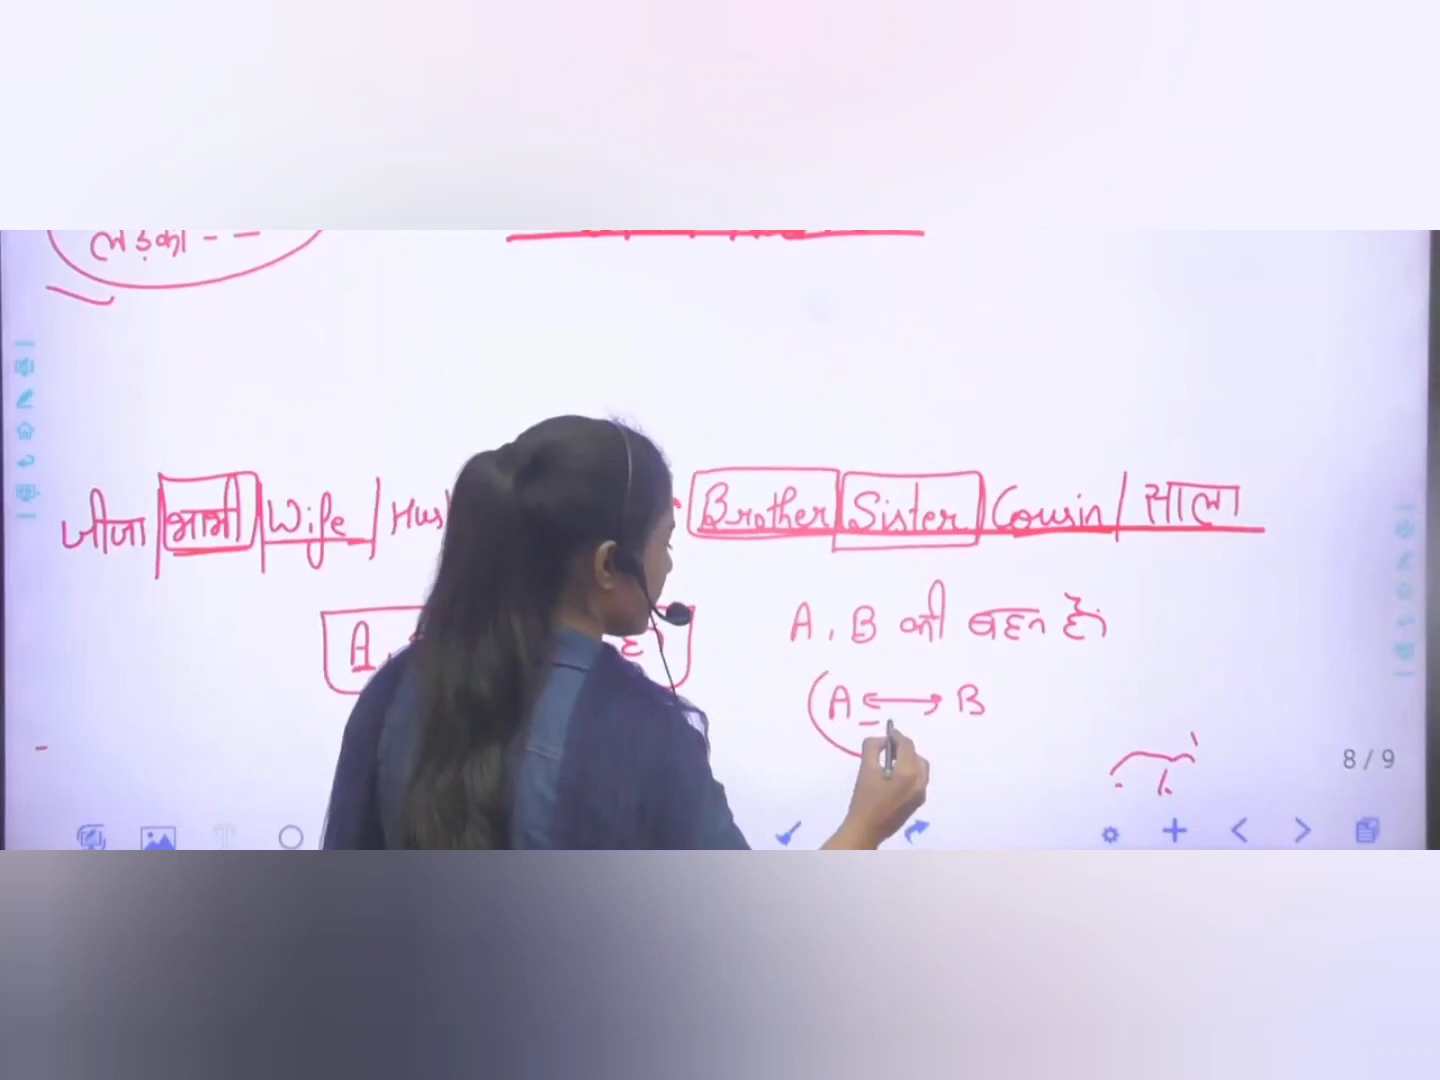 लड़का - -
जीजा | भाभी | Wife / Hus Brother Sister Cousin / साला
A,
A, B की बहन है।
A ↔ B
8 / 9